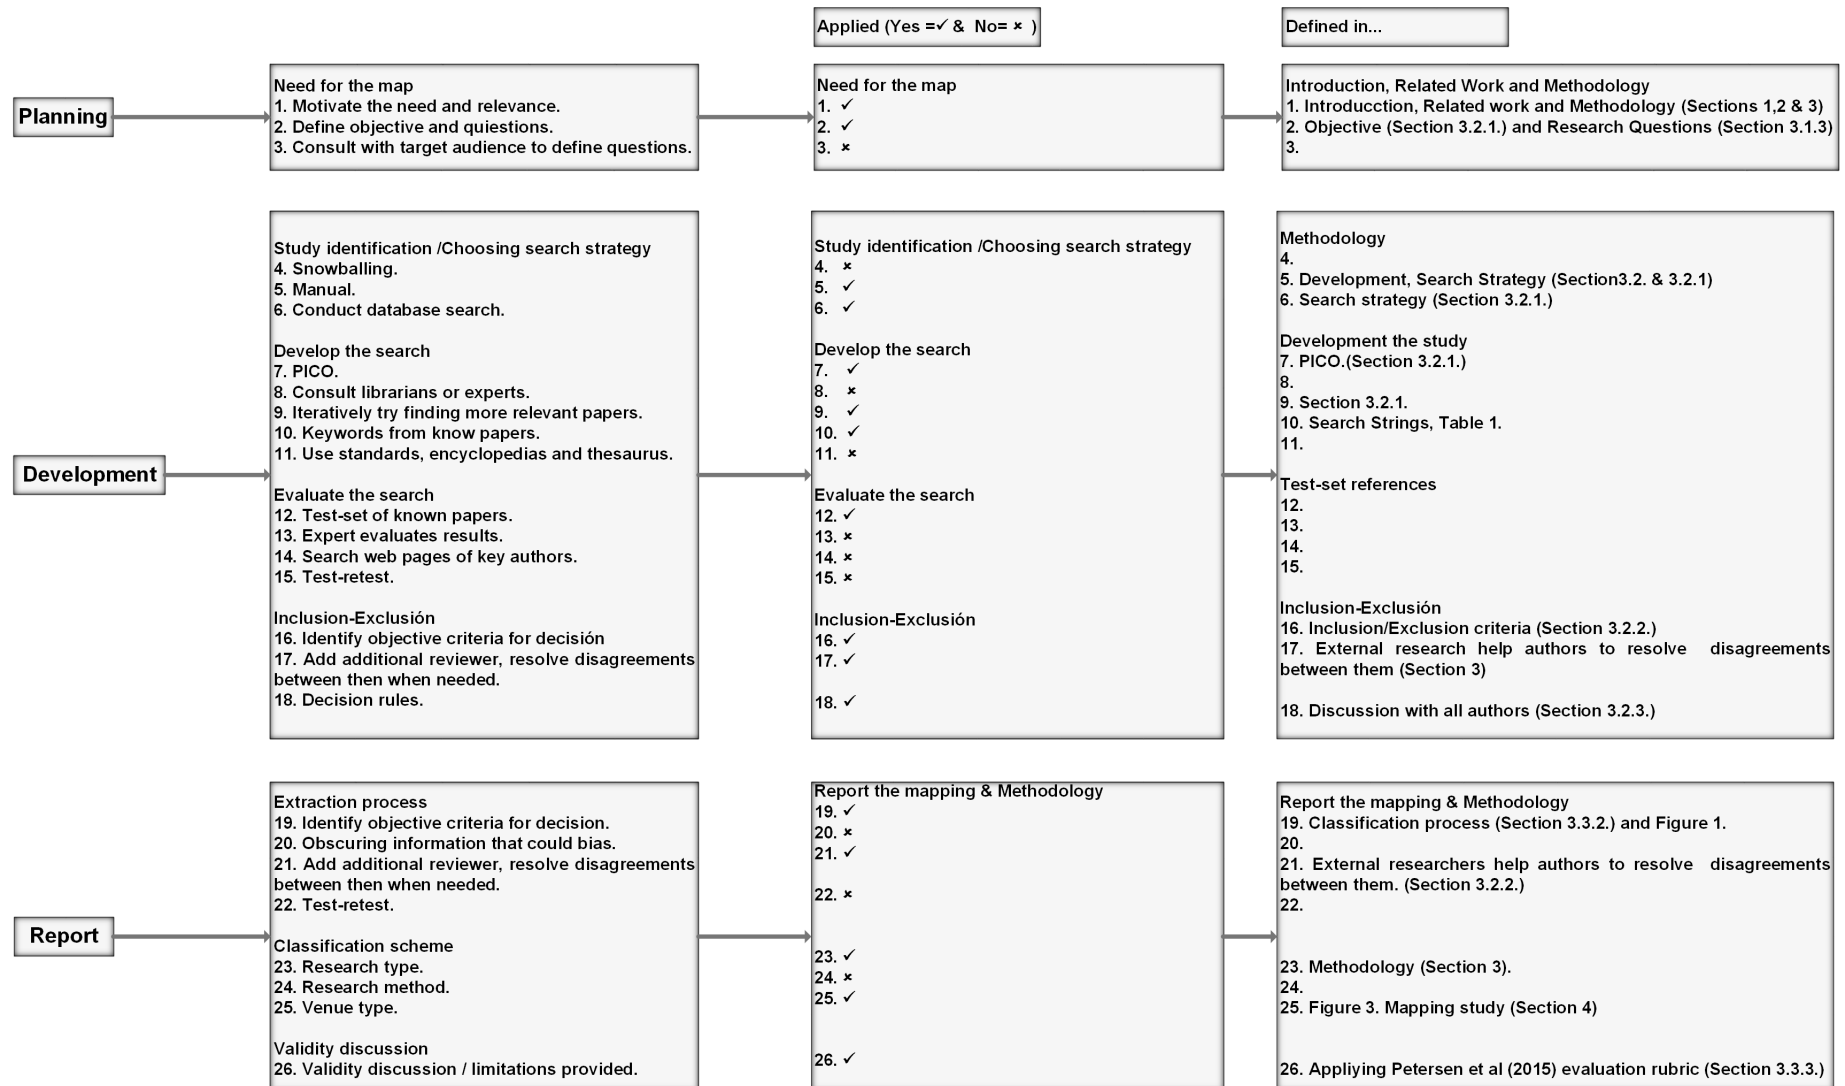 Applied (Yes =✓ & No= × )
Defined in...
Planning
Need for the map
1. Motivate the need and relevance.
2. Define objective and quiestions.
3. Consult with target audience to define questions.
Need for the map
1. ✓
2. ✓
3. ×
Introduction, Related Work and Methodology
1. Introducction, Related work and Methodology (Sections 1,2 & 3)
2. Objective (Section 3.2.1.) and Research Questions (Section 3.1.3)
3.
Development
Study identification /Choosing search strategy
4. Snowballing.
5. Manual.
6. Conduct database search.
Develop the search
7. PICO.
8. Consult librarians or experts.
9. Iteratively try finding more relevant papers.
10. Keywords from know papers.
11. Use standards, encyclopedias and thesaurus.
Evaluate the search
12. Test-set of known papers.
13. Expert evaluates results.
14. Search web pages of key authors.
15. Test-retest.
Inclusion-Exclusión
16. Identify objective criteria for decisión
17. Add additional reviewer, resolve disagreements
between then when needed.
18. Decision rules.
Study identification /Choosing search strategy
4. ×
5. ✓
6. ✓
Develop the search
7. ✓
8. ×
9. ✓
10. ✓
11. ×
Evaluate the search
12. ✓
13. ×
14. ×
15. ×
Inclusion-Exclusión
16. ✓
17. ✓
18. ✓
Methodology
4.
5. Development, Search Strategy (Section3.2. & 3.2.1)
6. Search strategy (Section 3.2.1.)
Development the study
7. PICO.(Section 3.2.1.)
8.
9. Section 3.2.1.
10. Search Strings, Table 1.
11.
Test-set references
12.
13.
14.
15.
Inclusion-Exclusión
16. Inclusion/Exclusion criteria (Section 3.2.2.)
17. External research help authors to resolve disagreements
between them (Section 3)
18. Discussion with all authors (Section 3.2.3.)
Report
Extraction process
19. Identify objective criteria for decision.
20. Obscuring information that could bias.
21. Add additional reviewer, resolve disagreements
between then when needed.
22. Test-retest.
Classification scheme
23. Research type.
24. Research method.
25. Venue type.
Validity discussion
26. Validity discussion / limitations provided.
Report the mapping & Methodology
19. ✓
20. ×
21. ✓
22. ×
23. ✓
24. ×
25. ✓
26. ✓
Report the mapping & Methodology
19. Classification process (Section 3.3.2.) and Figure 1.
20.
21. External researchers help authors to resolve disagreements
between them. (Section 3.2.2.)
22.
23. Methodology (Section 3).
24.
25. Figure 3. Mapping study (Section 4)
26. Appliying Petersen et al (2015) evaluation rubric (Section 3.3.3.)